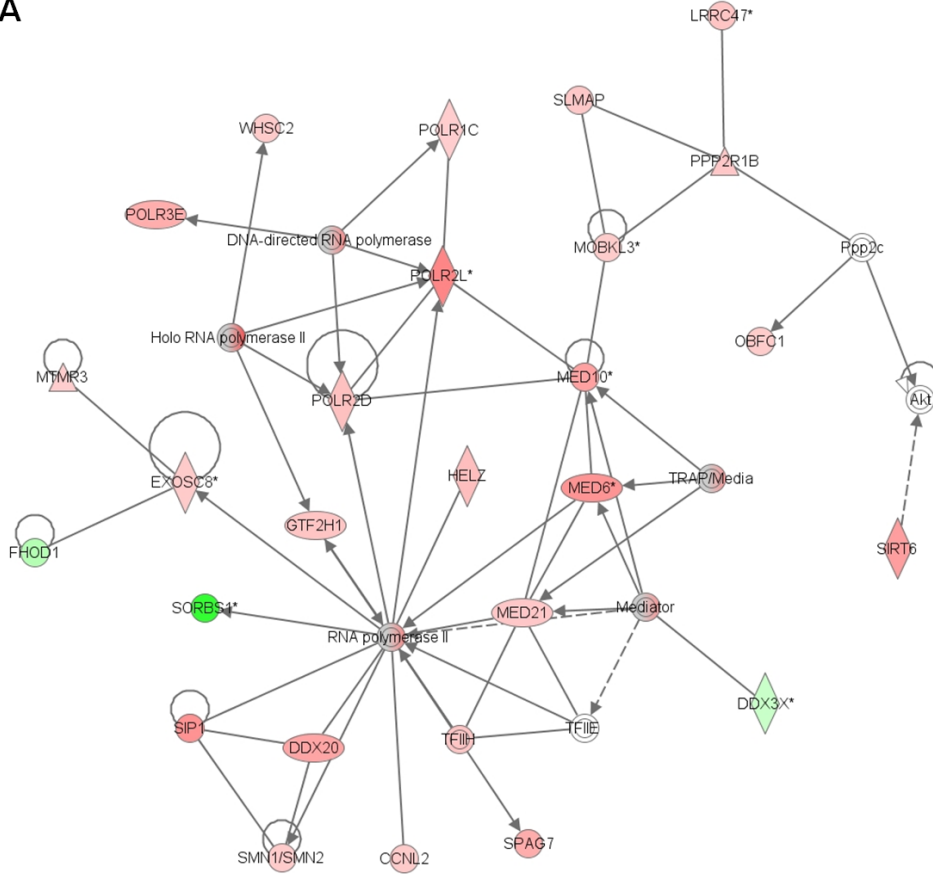 A
LRRC47*
SLMAP
WHSC2
POLR1C
PPP2R1B
POLR3E
DNA-directed RNA polymerase
MOBKL3*
Ppp2c
POLR2L*
Holo RNA polymerase II
OBFC1
MTMR3
MED10*
POLR2D
Akt
EXOSC8*
HELZ
MED6*
TRAP/Media
GTF2H1
FHOD1
SIRT6
SORBS1*
MED21
Mediator
RNA polymerase II
DDX3X*
SIP1
DDX20
TFIIH
TFIIE
SPAG7
SMN1/SMN2
CCNL2